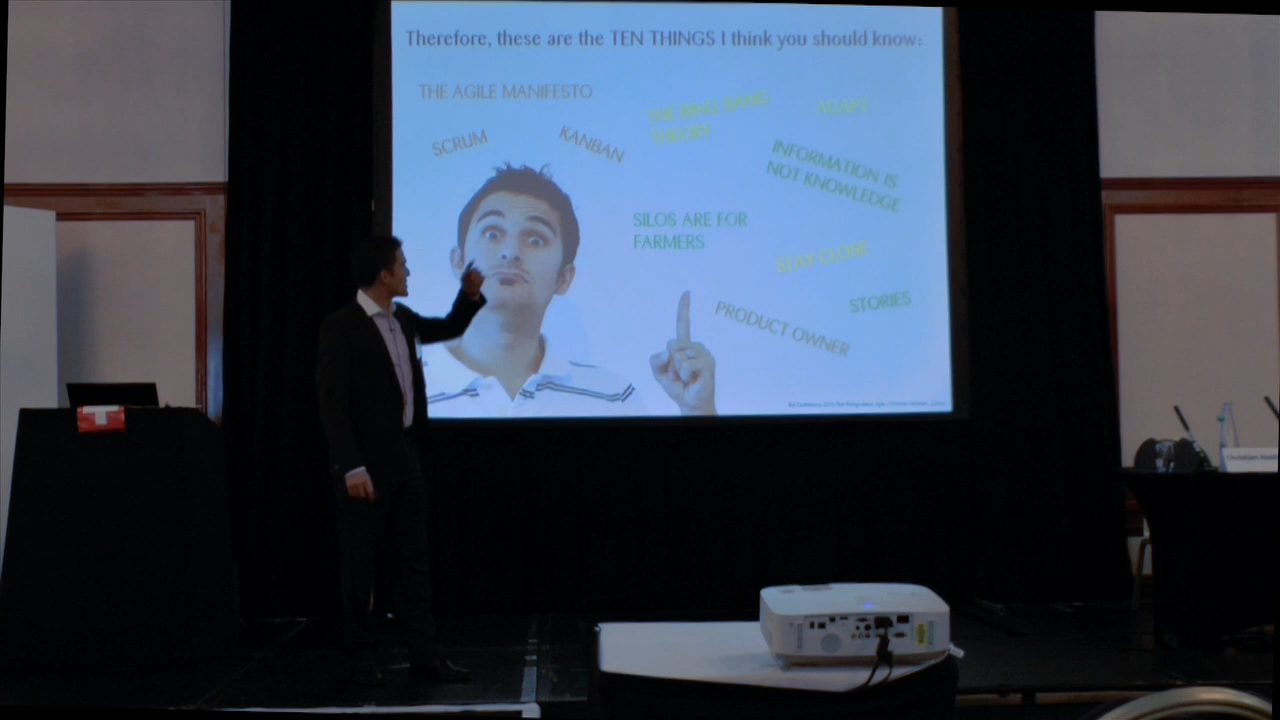 Therefore, these are the TEN THINGS I think you should know:
THE AGILE MANIFESTO
SCRUM
KANBAN
THE BANG
THEORY
ADAPT
INFORMATION IS
NOT KNOWLEDGE
SILOS ARE FOR
FARMERS
STAY CLOSE
STORIES
PRODUCT OWNER